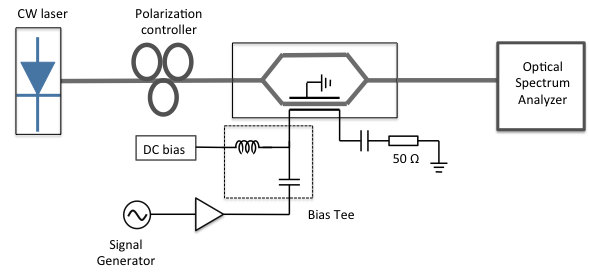 CW laser
Polarization
controller
Optical
Spectrum
Analyzer
DC bias
50 Ω
Bias Tee
Signal
Generator